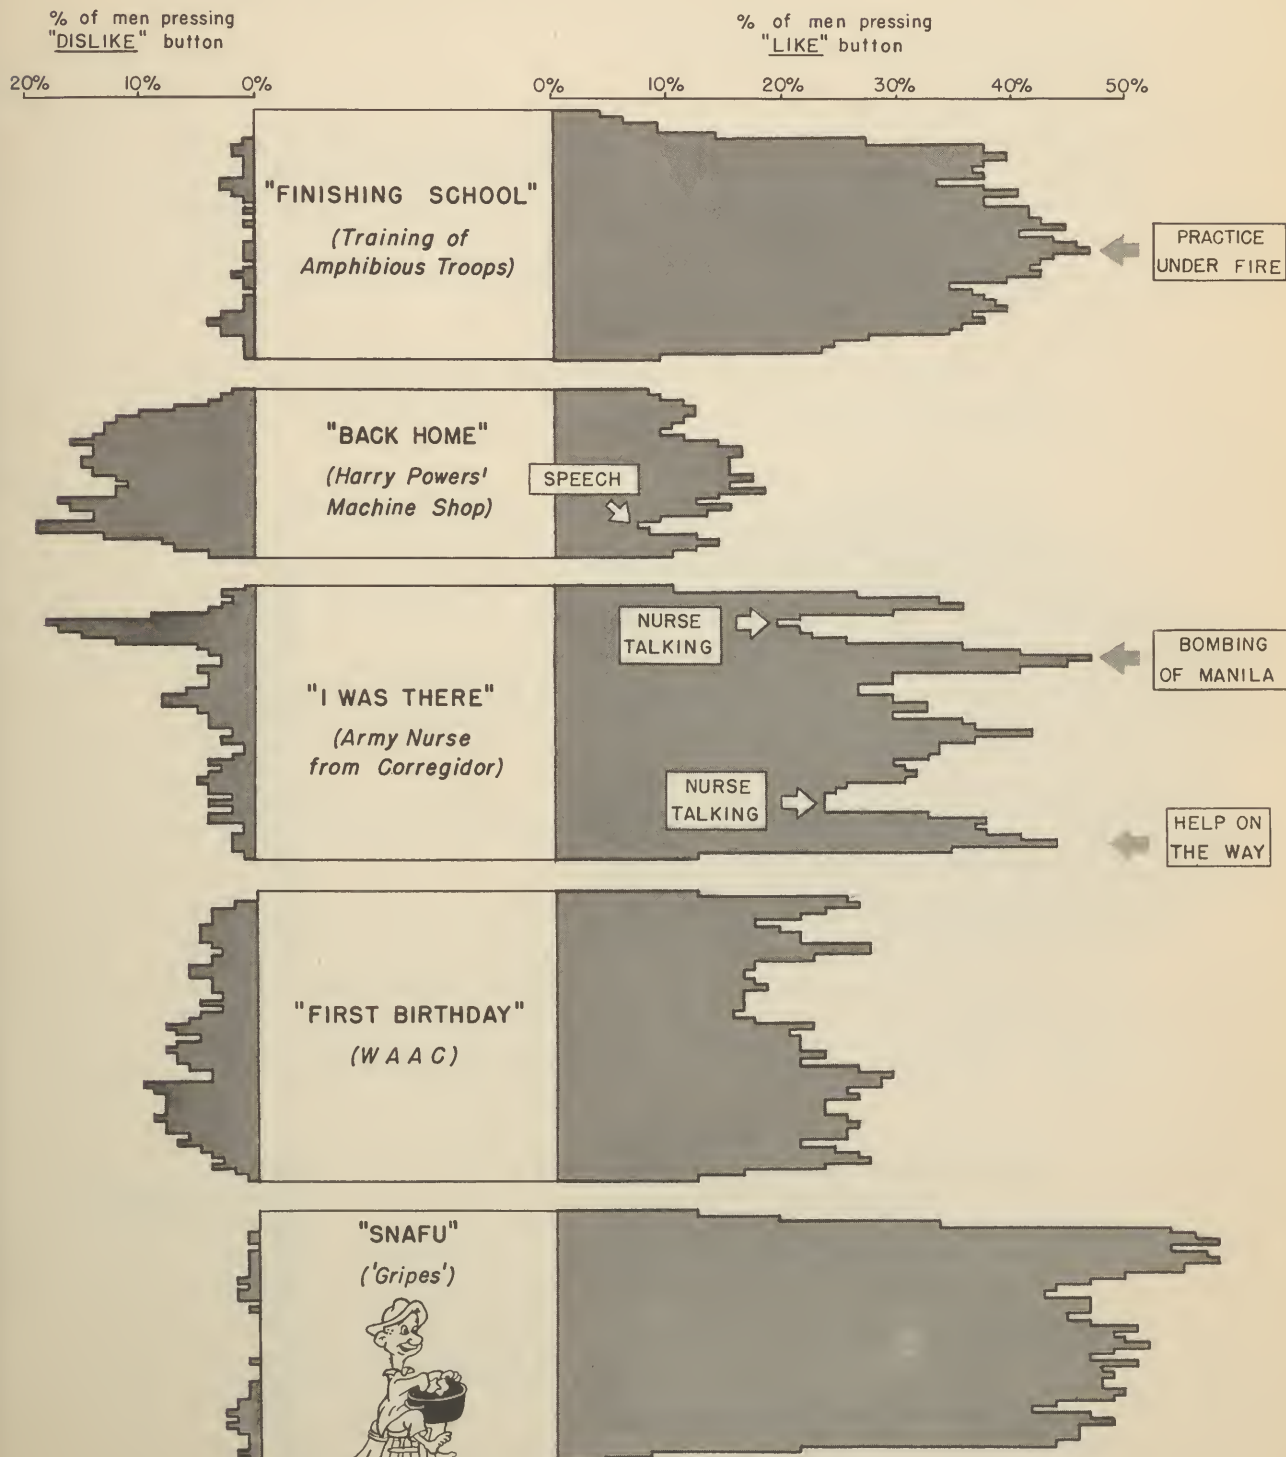 % of men pressing
"DISLIKE" button
% of men pressing
"LIKE" button
20% 10% 0%
0% 10% 20% 30% 40% 50%
"FINISHING SCHOOL"
(Training of
Amphibious Troops)
PRACTICE
UNDER FIRE
"BACK HOME"
(Harry Powers'
Machine Shop)
SPEECH
"I WAS THERE"
(Army Nurse
from Corregidor)
NURSE
TALKING
BOMBING
OF MANILA
NURSE
TALKING
HELP ON
THE WAY
"FIRST BIRTHDAY"
(WAAC)
"SNAFU"
('Gripes')